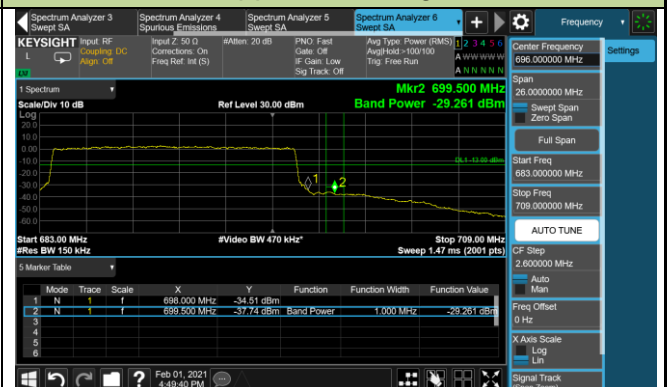 Spectrum Analyzer 3
Swept SA
Spectrum Analyzer 4
Spurious Emissions
Spectrum Analyzer 5
Swept SA
Spectrum Analyzer 6
Swept SA
Frequency
KEYSIGHT
L
Input: RF
Coupling: DC
Align: Off
Input Z: 50 Ω
Corrections: On
Freq Ref: Int (S)
#Atten: 20 dB
PNO: Fast
Gate: Off
IF Gain: Low
Sig Track: Off
Avg Type: Power (RMS)
Avg|Hold:>100/100
Trig: Free Run
1 2 3 4 5 6
A W W W W W
A N N N N N
1 Spectrum
Scale/Div 10 dB
Ref Level 30.00 dBm
Mkr2 699.500 MHz
Band Power -29.261 dBm
Log
20.0
10.0
0.00
-10.0
-20.0
-30.0
-40.0
-50.0
-60.0
DL1 -13.00 dBm
1
2
Start 683.00 MHz
#Res BW 150 kHz
#Video BW 470 kHz*
Stop 709.00 MHz
Sweep 1.47 ms (2001 pts)
5 Marker Table
Mode Trace Scale X Y Function Function Width Function Value
1 N 1 f 698.000 MHz -34.51 dBm
2 N 1 f 699.500 MHz -37.74 dBm Band Power 1.000 MHz -29.261 dBm
3
4
5
6
Feb 01, 2021
4:49:40 PM
Center Frequency
696.000000 MHz
Settings
Span
26.0000000 MHz
Swept Span
Zero Span
Full Span
Start Freq
683.000000 MHz
Stop Freq
709.000000 MHz
AUTO TUNE
CF Step
2.600000 MHz
Auto
Man
Freq Offset
0 Hz
X Axis Scale
Log
Lin
Signal Track